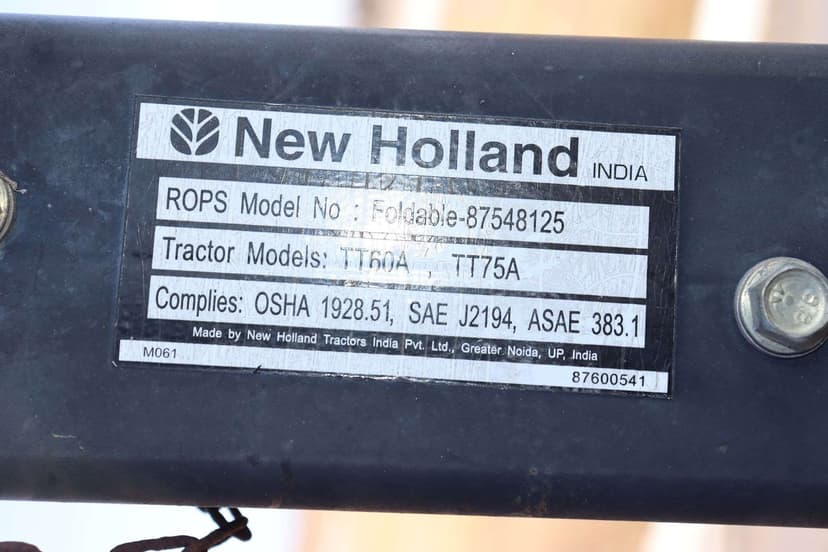 New Holland INDIA
ROPS Model No : Foldable-87548125
Tractor Models: TT60A , TT75A
Complies: OSHA 1928.51, SAE J2194, ASAE 383.1
Made by New Holland Tractors India Pvt. Ltd., Greater Noida, UP, India
M061 87600541